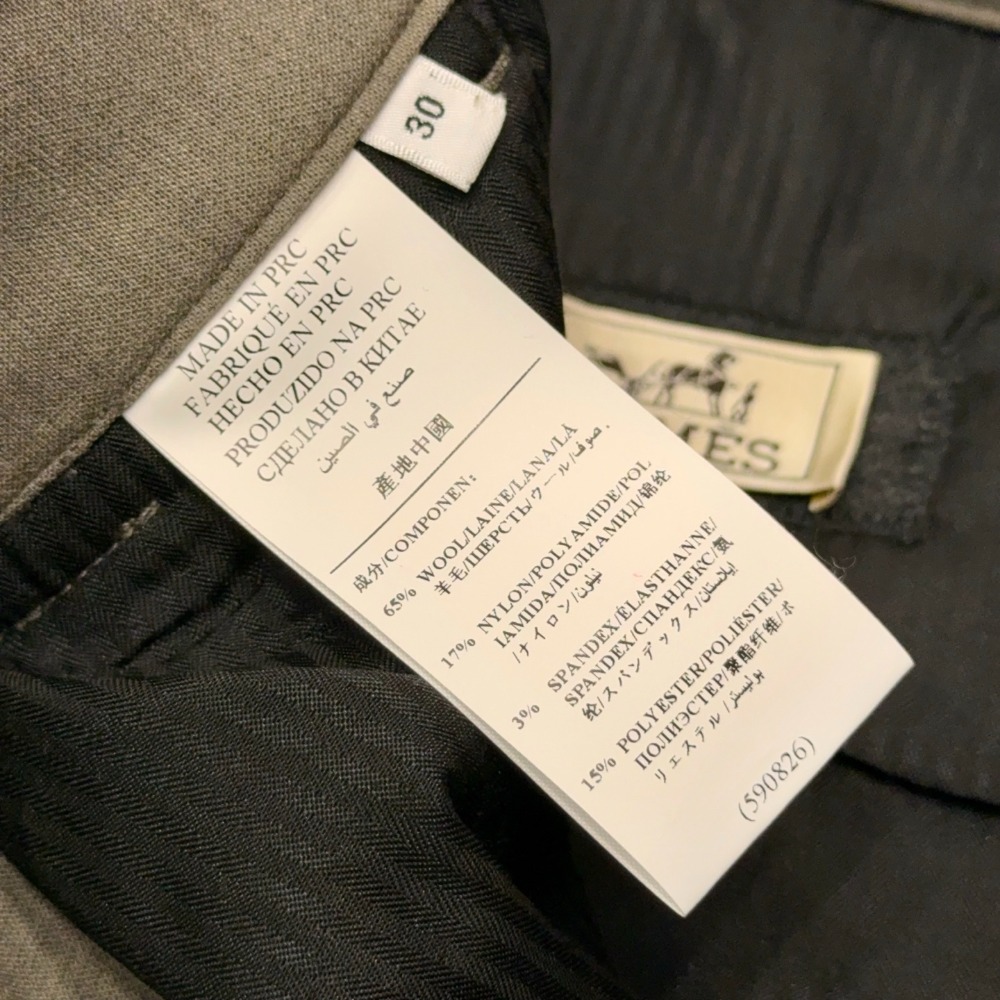 30
MADE IN PRC
FABRIQUÉ EN PRC
HECHO EN PRC
PRODUZIDO NA PRC
СДЕЛАНО В КИТАЕ
صنع في الصين
產地中國
成分/COMPONEN:
65% WOOL/LAINE/LANA/LÃ
羊毛/ШЕРСТЬ/ウール/صوف.
17% NYLON/POLYAMIDE/POL
IAMIDA/ПОЛИАМИД/锦纶
/ナイロン/نيلون
3% SPANDEX/ÉLASTHANNE/
SPANDEX/СПАНДЕКС/氨
纶/スパンデックス/ايلاستان
15% POLYESTER/POLIÉSTER/
ПОЛИЭСТЕР/聚酯纤维/ポ
リエステル/بوليستر
(590826)
MÈS